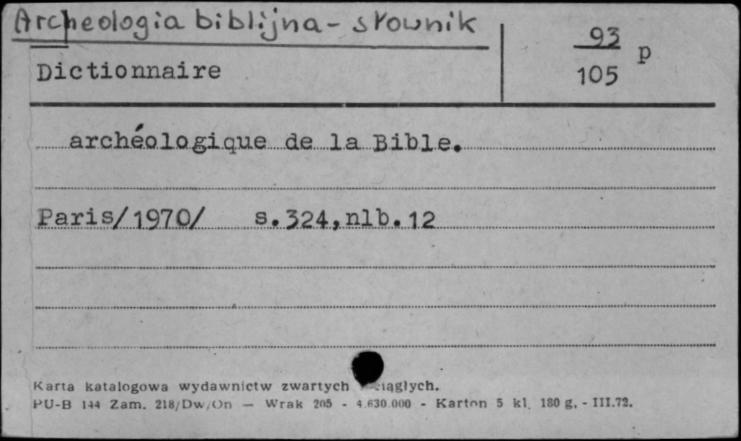 Archeologia biblijna - słownik
93
105 p
Dictionnaire
archéologique de la Bible.
Paris/1970/ s.324,nlb.12
Karta katalogowa wydawnictw zwartych ciągłych.
PU-B 144 Zam. 218/Dw/On — Wrak 205 - 4.630.000 - Karton 5 kl. 180 g. - III.72.